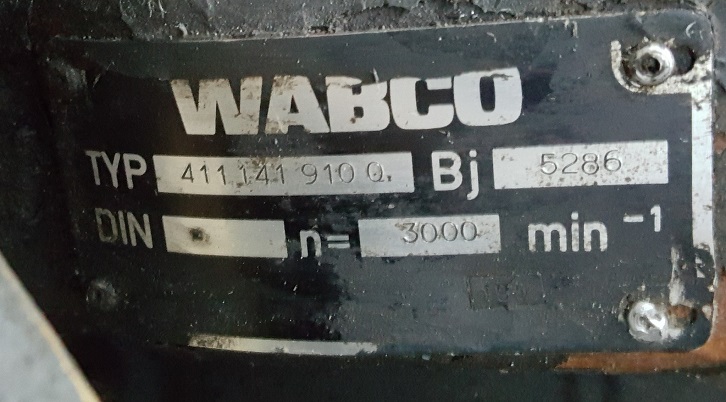 WABCO
TYP 411 141 910 0. Bj 5286
DIN n= 3000 min -1